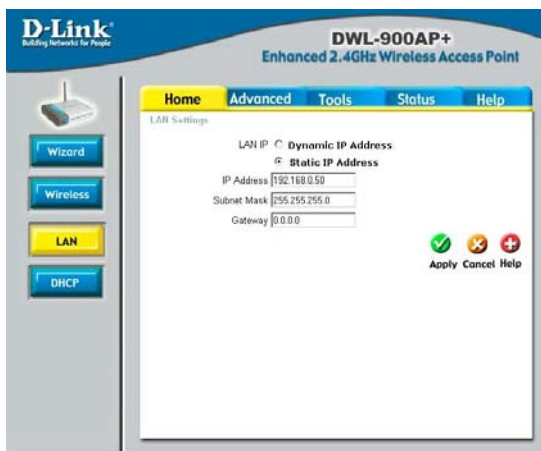 D-Link
Building Networks for People
DWL-900AP+
Enhanced 2.4GHz Wireless Access Point
Home Advanced Tools Status Help
LAN Settings
Wizard
Wireless
LAN
DHCP
LAN IP Dynamic IP Address
Static IP Address
IP Address 192.168.0.50
Subnet Mask 255.255.255.0
Gateway 0.0.0.0
Apply Cancel Help